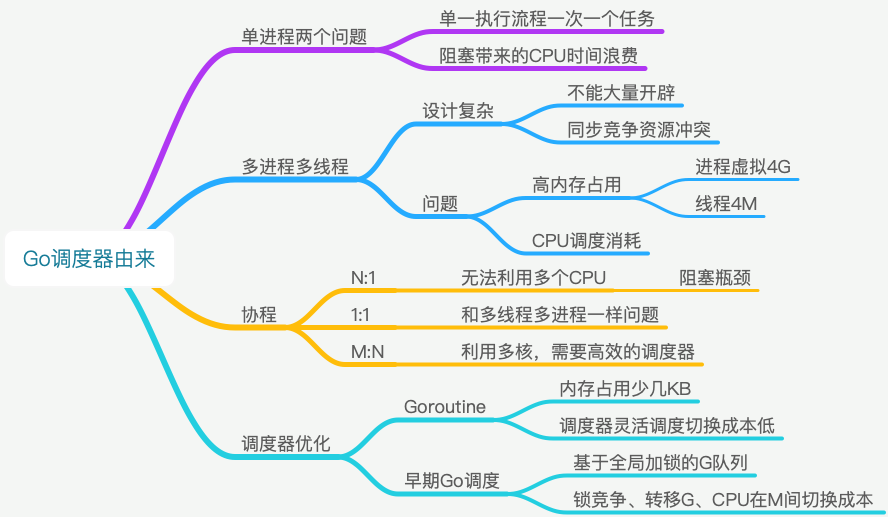 Go调度器由来
单进程两个问题
单一执行流程一次一个任务
阻塞带来的CPU时间浪费
多进程多线程
设计复杂
不能大量开辟
同步竞争资源冲突
问题
高内存占用
进程虚拟4G
线程4M
CPU调度消耗
协程
N:1
无法利用多个CPU
阻塞瓶颈
1:1
和多线程多进程一样问题
M:N
利用多核，需要高效的调度器
调度器优化
Goroutine
内存占用少几KB
调度器灵活调度切换成本低
早期Go调度
基于全局加锁的G队列
锁竞争、转移G、CPU在M间切换成本